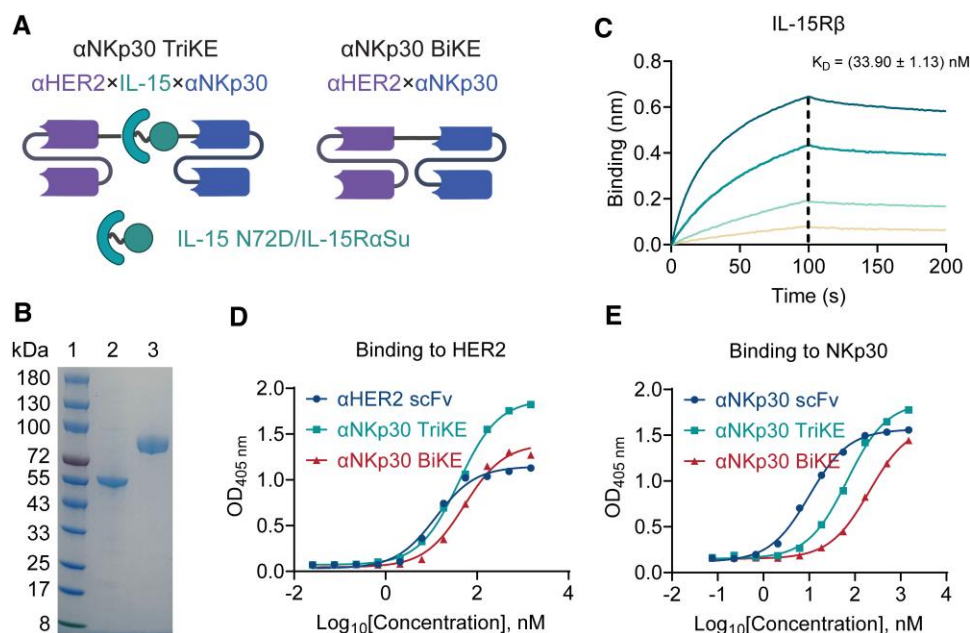 A
αNKp30 TriKE
αHER2×IL-15×αNKp30
αNKp30 BiKE
αHER2×αNKp30
IL-15 N72D/IL-15RαSu
B
kDa 1 2 3
180
130
100
72
55
43
33
25
17
8
C
IL-15Rβ
K_D = (33.90 ± 1.13) nM
Binding (nm)
0.6
0.4
0.2
0.0
0 50 100 150 200
Time (s)
D
Binding to HER2
αHER2 scFv
αNKp30 TriKE
αNKp30 BiKE
OD405 nm
2.0
1.5
1.0
0.5
0.0
-2 0 2 4
Log10[Concentration], nM
E
Binding to NKp30
αNKp30 scFv
αNKp30 TriKE
αNKp30 BiKE
OD405 nm
2.0
1.5
1.0
0.5
0.0
-2 -1 0 1 2 3 4
Log10[Concentration], nM